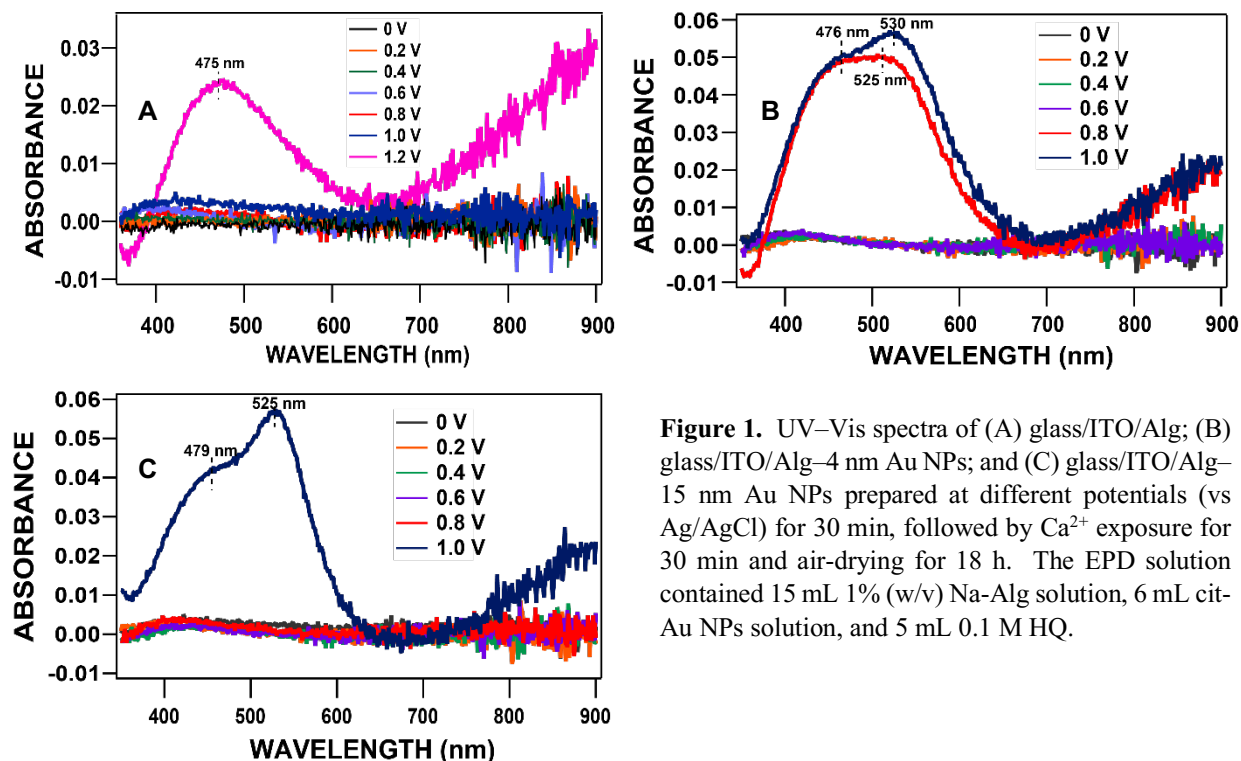 A
ABSORBANCE
0.03
0.02
0.01
0.00
-0.01
475 nm
0 V
0.2 V
0.4 V
0.6 V
0.8 V
1.0 V
1.2 V
400 500 600 700 800 900
WAVELENGTH (nm)
B
ABSORBANCE
0.06
0.05
0.04
0.03
0.02
0.01
0.00
-0.01
476 nm
530 nm
525 nm
0 V
0.2 V
0.4 V
0.6 V
0.8 V
1.0 V
400 500 600 700 800 900
WAVELENGTH (nm)
C
ABSORBANCE
0.06
0.05
0.04
0.03
0.02
0.01
0.00
-0.01
479 nm
525 nm
0 V
0.2 V
0.4 V
0.6 V
0.8 V
1.0 V
400 500 600 700 800 900
WAVELENGTH (nm)
Figure 1. UV–Vis spectra of (A) glass/ITO/Alg; (B)
glass/ITO/Alg–4 nm Au NPs; and (C) glass/ITO/Alg–
15 nm Au NPs prepared at different potentials (vs
Ag/AgCl) for 30 min, followed by Ca²⁺ exposure for
30 min and air-drying for 18 h. The EPD solution
contained 15 mL 1% (w/v) Na-Alg solution, 6 mL cit-
Au NPs solution, and 5 mL 0.1 M HQ.